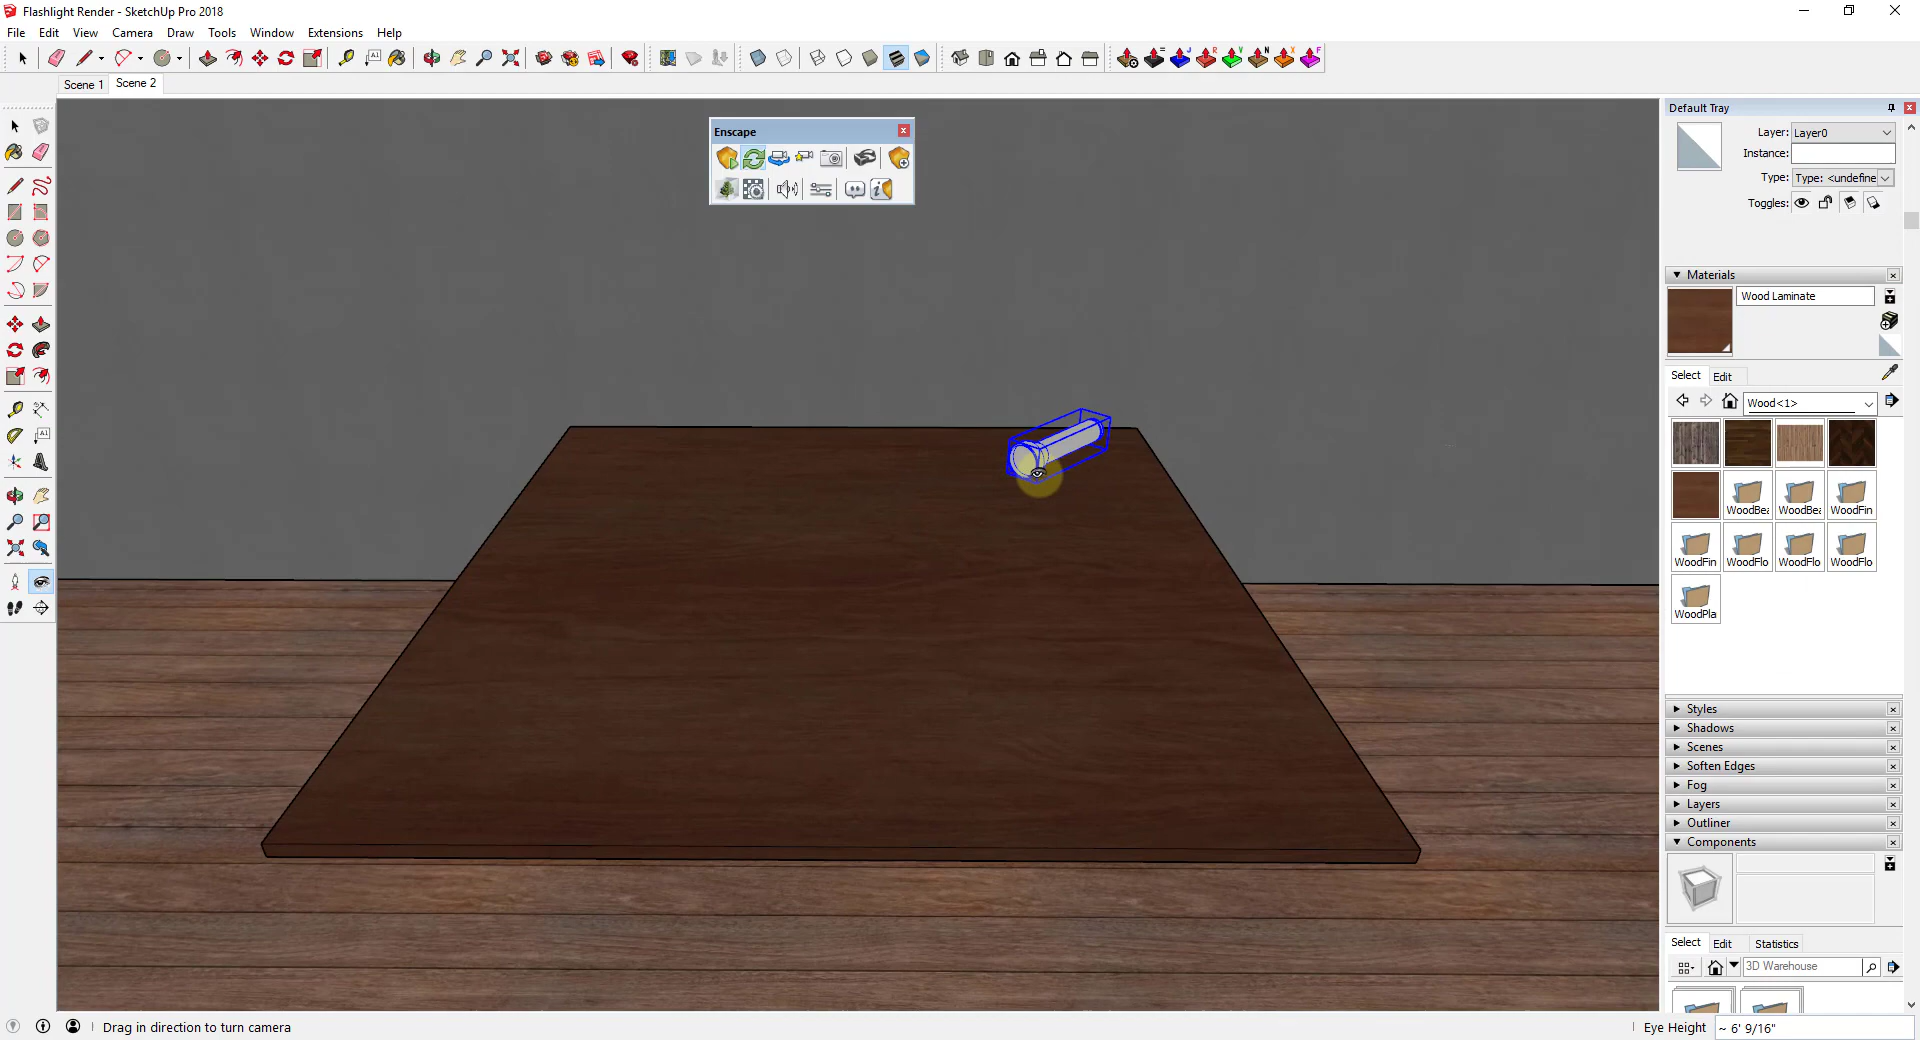 Flashlight Render - SketchUp Pro 2018
File Edit View Camera Draw Tools Window Extensions Help
Scene 1 Scene 2
Enscape
Default Tray
Layer: Layer0
Instance:
Type: Type: <undefine
Toggles:
Materials
Wood Laminate
Select Edit
Wood<1>
WoodBea WoodBea WoodFin
WoodFin WoodFlo WoodFlo WoodFlo
WoodPla
Styles
Shadows
Scenes
Soften Edges
Fog
Layers
Outliner
Components
Select Edit Statistics
3D Warehouse
Drag in direction to turn camera
Eye Height ~ 6' 9/16"